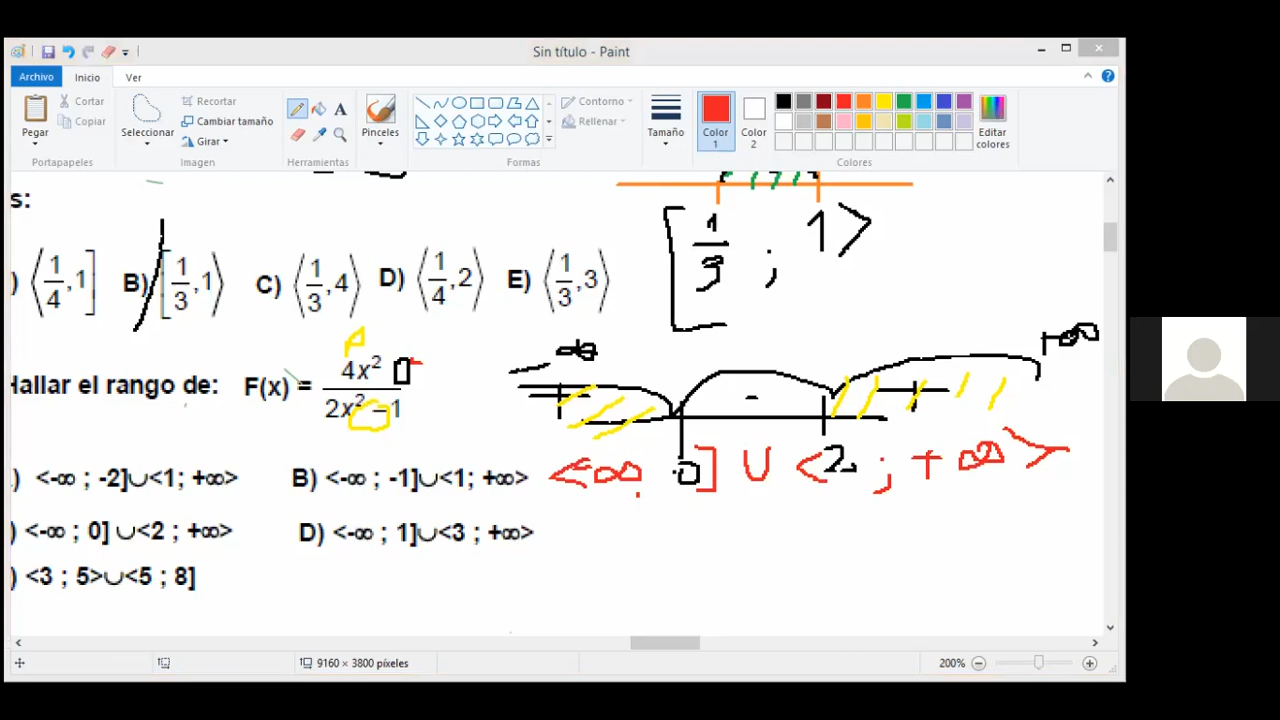 Sin título - Paint
Archivo Inicio Ver
Pegar
Cortar
Copiar
Portapapeles
Seleccionar
Recortar
Cambiar tamaño
Girar
Imagen
A
Herramientas
Pinceles
Formas
Contorno
Rellenar
Tamaño
Color 1
Color 2
Editar colores
Colores
s:
) ⟨1/4,1] B) [1/3,1⟩ C) ⟨1/3,4⟩ D) ⟨1/4,2⟩ E) ⟨1/3,3⟩
[1/3 ; 1>
Hallar el rango de: F(x) = 4x² / 2x² – 1
-∞ + - + +∞
<∞ 0] ∪ <2 ; +∞>
) <-∞ ; -2]∪<1; +∞> B) <-∞ ; -1]∪<1; +∞>
) <-∞ ; 0] ∪<2 ; +∞> D) <-∞ ; 1]∪<3 ; +∞>
) <3 ; 5>∪<5 ; 8]
9160 × 3800 píxeles 200%